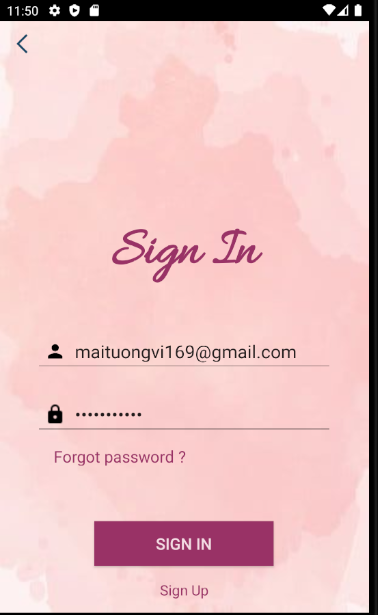 11:50
Sign In
maituongvi169@gmail.com
•••••••••••
Forgot password ?
SIGN IN
Sign Up